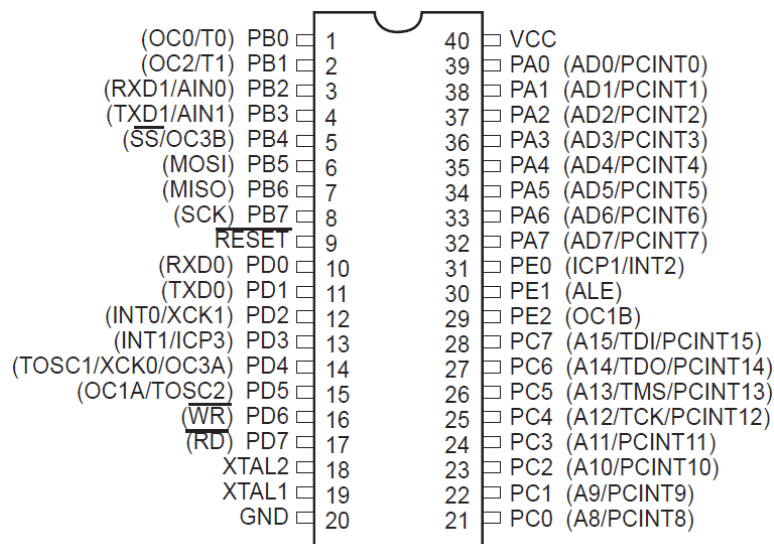 (OC0/T0) PB0 1 40 VCC
(OC2/T1) PB1 2 39 PA0 (AD0/PCINT0)
(RXD1/AIN0) PB2 3 38 PA1 (AD1/PCINT1)
(TXD1/AIN1) PB3 4 37 PA2 (AD2/PCINT2)
(SS/OC3B) PB4 5 36 PA3 (AD3/PCINT3)
(MOSI) PB5 6 35 PA4 (AD4/PCINT4)
(MISO) PB6 7 34 PA5 (AD5/PCINT5)
(SCK) PB7 8 33 PA6 (AD6/PCINT6)
RESET 9 32 PA7 (AD7/PCINT7)
(RXD0) PD0 10 31 PE0 (ICP1/INT2)
(TXD0) PD1 11 30 PE1 (ALE)
(INT0/XCK1) PD2 12 29 PE2 (OC1B)
(INT1/ICP3) PD3 13 28 PC7 (A15/TDI/PCINT15)
(TOSC1/XCK0/OC3A) PD4 14 27 PC6 (A14/TDO/PCINT14)
(OC1A/TOSC2) PD5 15 26 PC5 (A13/TMS/PCINT13)
(WR) PD6 16 25 PC4 (A12/TCK/PCINT12)
(RD) PD7 17 24 PC3 (A11/PCINT11)
XTAL2 18 23 PC2 (A10/PCINT10)
XTAL1 19 22 PC1 (A9/PCINT9)
GND 20 21 PC0 (A8/PCINT8)